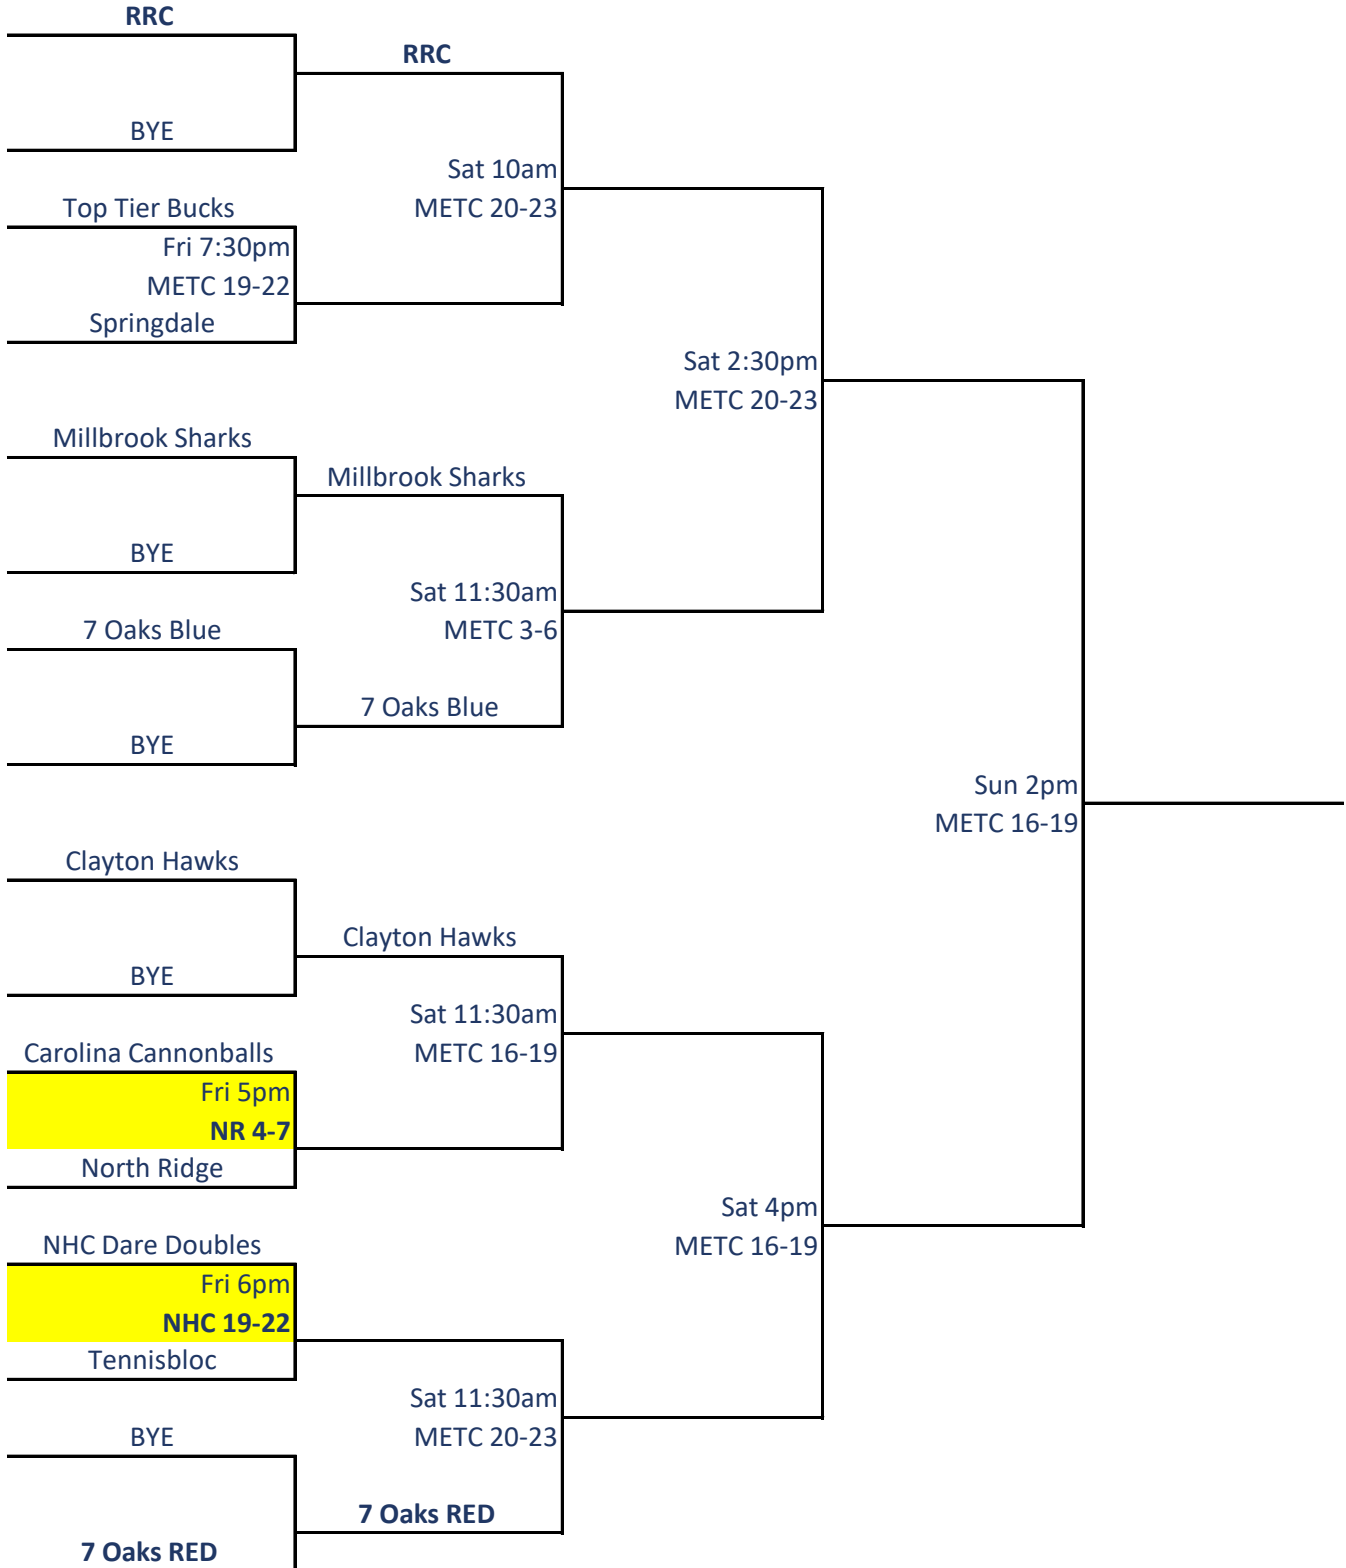 RRC
RRC
BYE
Sat 10am
METC 20-23
Top Tier Bucks
Fri 7:30pm
METC 19-22
Springdale
Sat 2:30pm
METC 20-23
Millbrook Sharks
Millbrook Sharks
BYE
Sat 11:30am
METC 3-6
7 Oaks Blue
7 Oaks Blue
BYE
Sun 2pm
METC 16-19
Clayton Hawks
Clayton Hawks
BYE
Sat 11:30am
METC 16-19
Carolina Cannonballs
Fri 5pm
NR 4-7
North Ridge
Sat 4pm
METC 16-19
NHC Dare Doubles
Fri 6pm
NHC 19-22
Tennisbloc
Sat 11:30am
METC 20-23
BYE
7 Oaks RED
7 Oaks RED